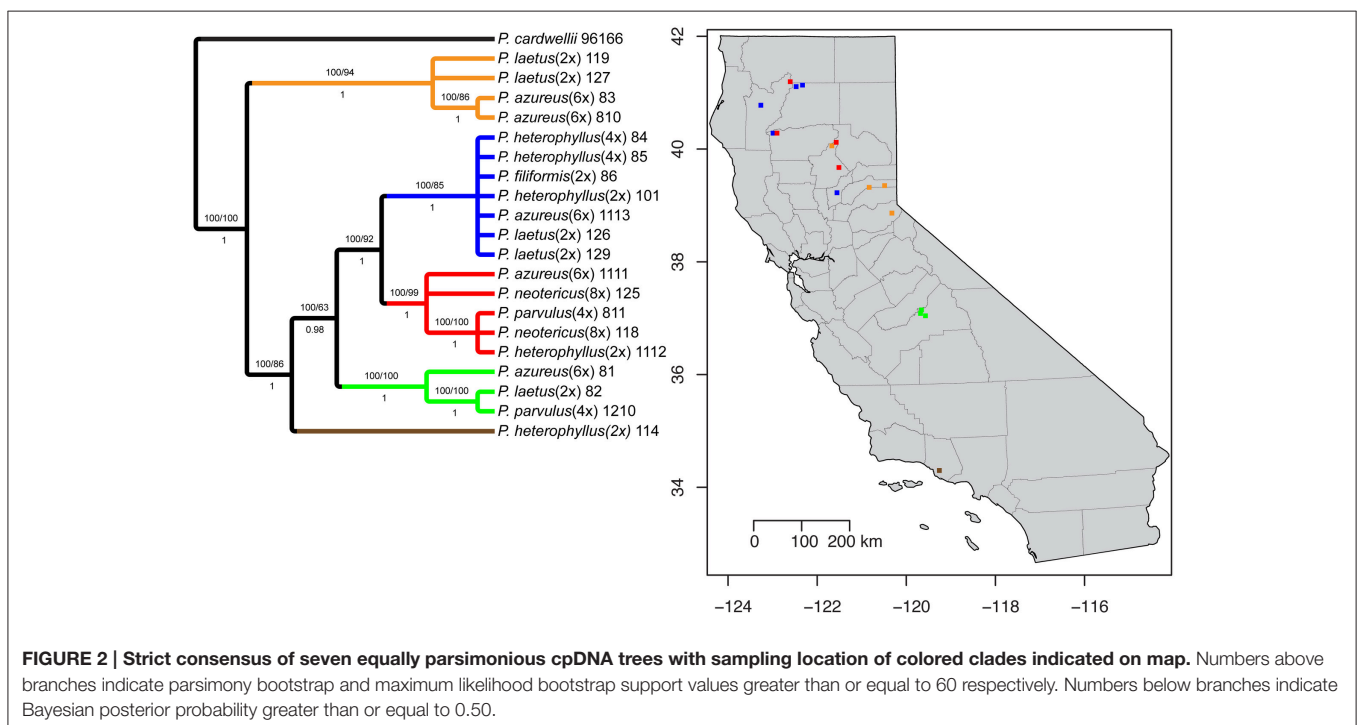 P. cardwellii 96166
P. laetus(2x) 119
P. laetus(2x) 127
P. azureus(6x) 83
P. azureus(6x) 810
P. heterophyllus(4x) 84
P. heterophyllus(4x) 85
P. filiformis(2x) 86
P. heterophyllus(2x) 101
P. azureus(6x) 1113
P. laetus(2x) 126
P. laetus(2x) 129
P. azureus(6x) 1111
P. neotericus(8x) 125
P. parvulus(4x) 811
P. neotericus(8x) 118
P. heterophyllus(2x) 1112
P. azureus(6x) 81
P. laetus(2x) 82
P. parvulus(4x) 1210
P. heterophyllus(2x) 114
100/94
1
100/86
1
100/100
1
100/85
1
100/92
1
100/99
1
100/100
1
100/63
0.98
100/86
1
100/100
1
100/100
1
42
40
38
36
34
0 100 200 km
−124 −122 −120 −118 −116
FIGURE 2 | Strict consensus of seven equally parsimonious cpDNA trees with sampling location of colored clades indicated on map. Numbers above
branches indicate parsimony bootstrap and maximum likelihood bootstrap support values greater than or equal to 60 respectively. Numbers below branches indicate
Bayesian posterior probability greater than or equal to 0.50.